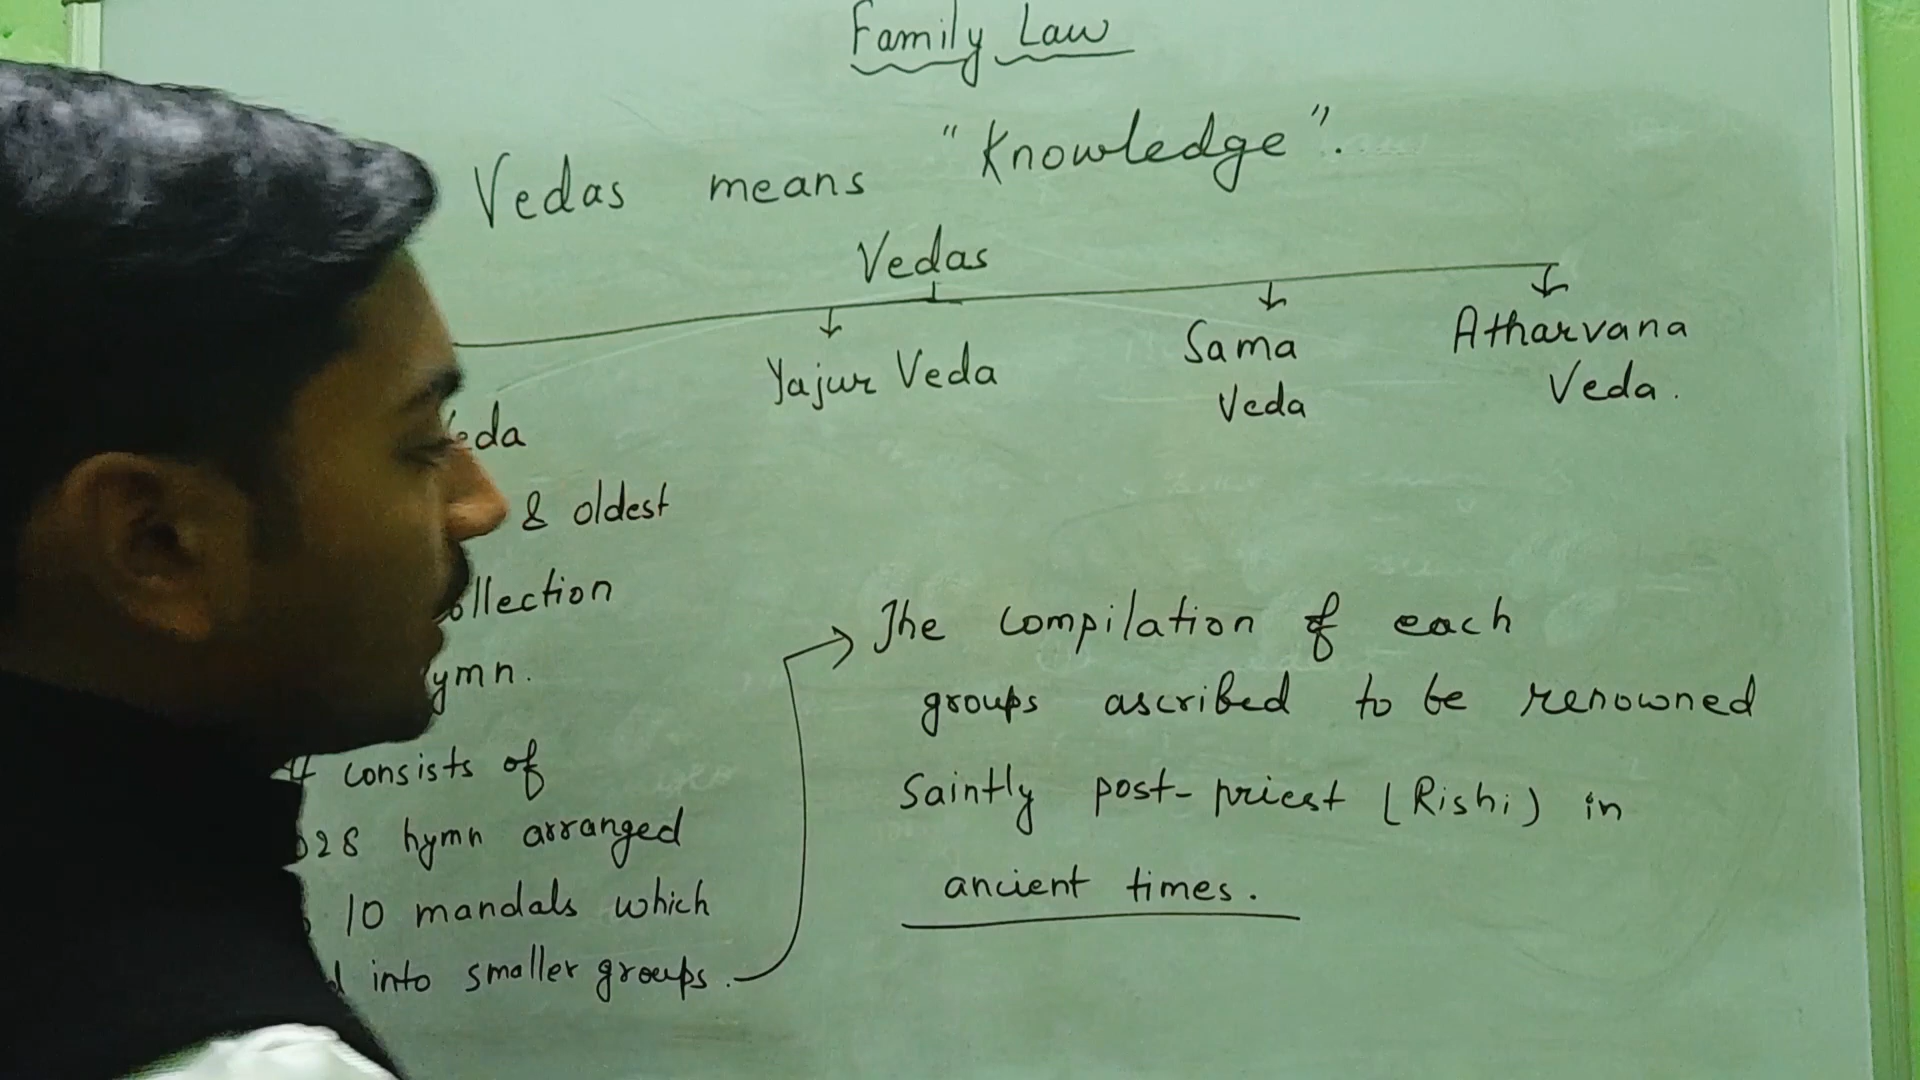 Family Law
Vedas means "Knowledge".
Vedas
Yajur Veda
Sama
Veda
Atharvana
Veda.
& oldest
consists of
hymn arranged
10 mandals which
into smaller groups.
The compilation of each
groups ascribed to be renowned
Saintly post-priest (Rishi) in
ancient times.